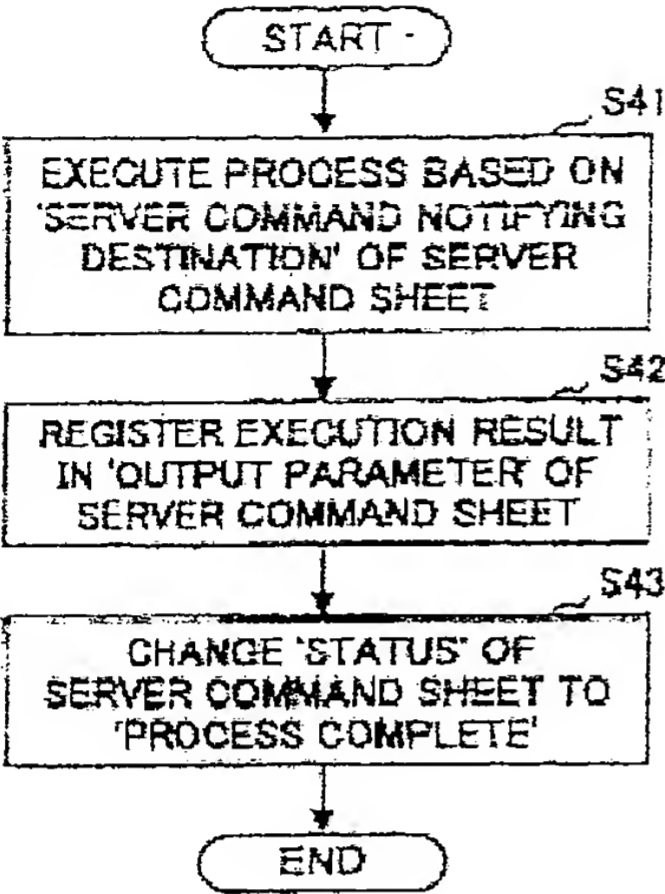 START
S41
EXECUTE PROCESS BASED ON
'SERVER COMMAND NOTIFYING
DESTINATION' OF SERVER
COMMAND SHEET
S42
REGISTER EXECUTION RESULT
IN 'OUTPUT PARAMETER' OF
SERVER COMMAND SHEET
S43
CHANGE 'STATUS' OF
SERVER COMMAND SHEET TO
'PROCESS COMPLETE'
END